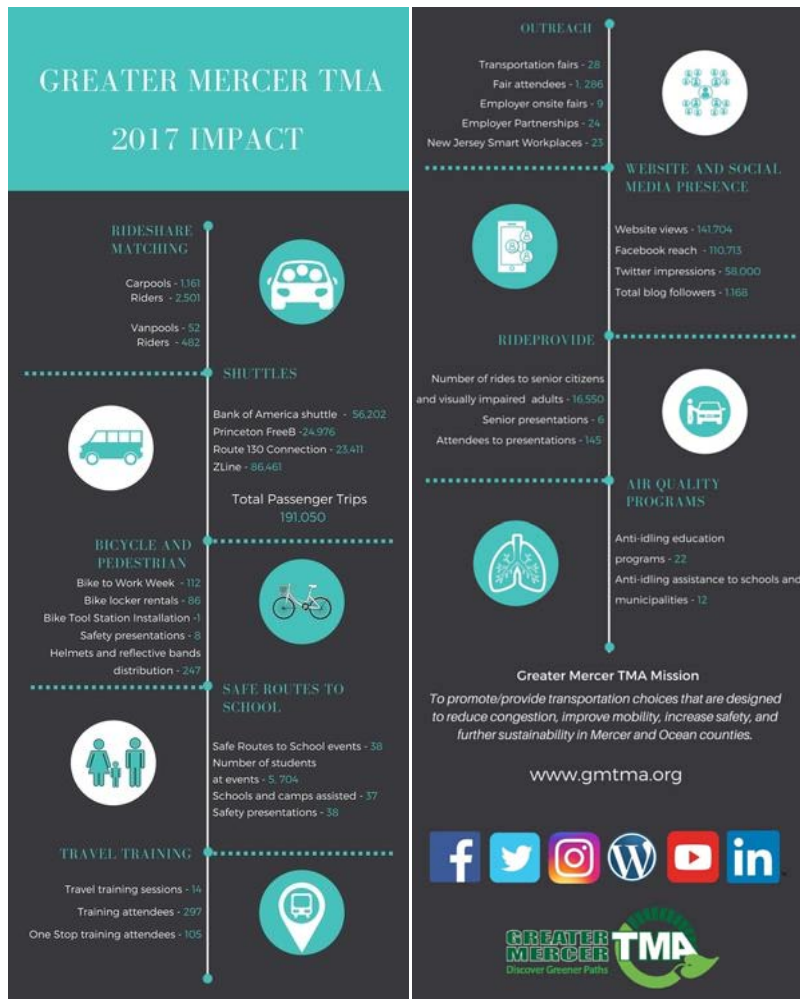 GREATER MERCER TMA
2017 IMPACT
RIDESHARE
MATCHING
Carpools - 1,161
Riders - 2,501
Vanpools - 52
Riders - 482
SHUTTLES
Bank of America shuttle - 56,202
Princeton FreeB -24,976
Route 130 Connection - 23,411
ZLine - 86,461
Total Passenger Trips
191,050
BICYCLE AND
PEDESTRIAN
Bike to Work Week - 112
Bike locker rentals - 86
Bike Tool Station Installation -1
Safety presentations - 8
Helmets and reflective bands
distribution - 247
SAFE ROUTES TO
SCHOOL
Safe Routes to School events - 38
Number of students
at events - 5, 704
Schools and camps assisted - 37
Safety presentations - 38
TRAVEL TRAINING
Travel training sessions - 14
Training attendees - 297
One Stop training attendees - 105
OUTREACH
Transportation fairs - 28
Fair attendees - 1, 286
Employer onsite fairs - 9
Employer Partnerships - 24
New Jersey Smart Workplaces - 23
WEBSITE AND SOCIAL
MEDIA PRESENCE
Website views - 141,704
Facebook reach - 110,713
Twitter impressions - 58,000
Total blog followers - 1,168
RIDEPROVIDE
Number of rides to senior citizens
and visually impaired adults - 16,550
Senior presentations - 6
Attendees to presentations - 145
AIR QUALITY
PROGRAMS
Anti-idling education
programs - 22
Anti-idling assistance to schools and
municipalities - 12
Greater Mercer TMA Mission
To promote/provide transportation choices that are designed
to reduce congestion, improve mobility, increase safety, and
further sustainability in Mercer and Ocean counties.
www.gmtma.org
GREATER
MERCER TMA
Discover Greener Paths